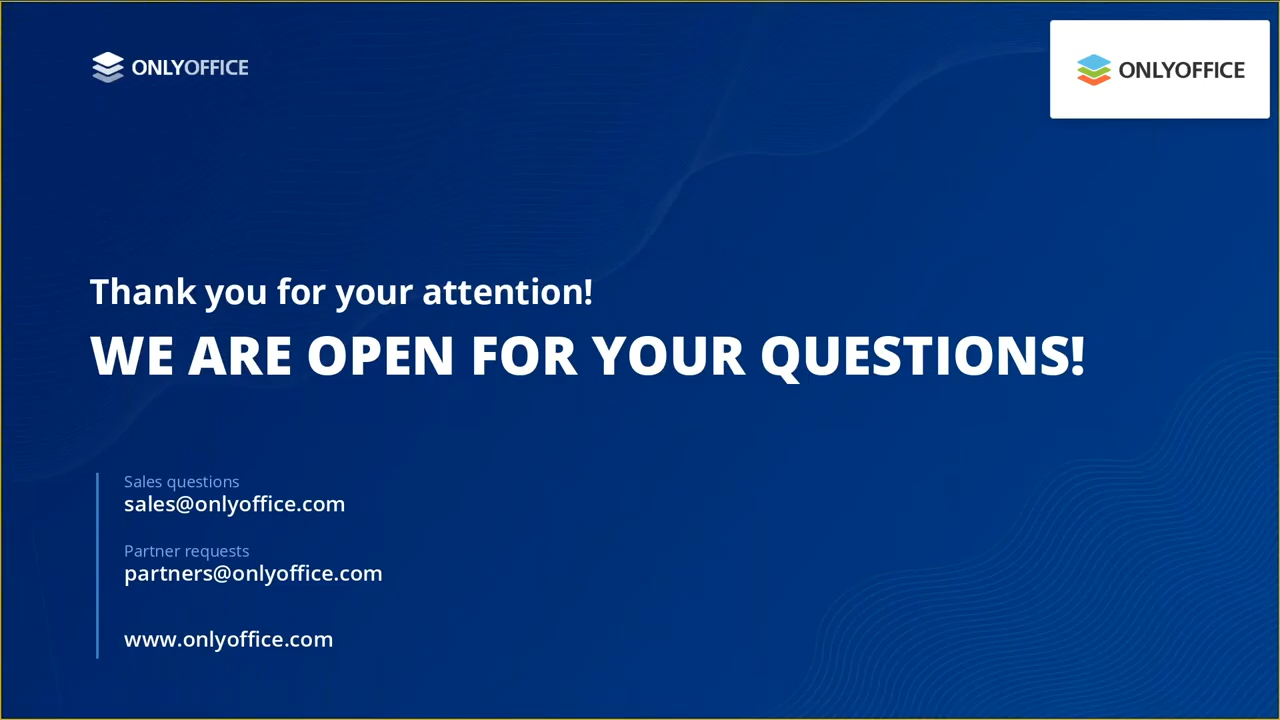 ONLYOFFICE
ONLYOFFICE
Thank you for your attention!
WE ARE OPEN FOR YOUR QUESTIONS!
Sales questions
sales@onlyoffice.com
Partner requests
partners@onlyoffice.com
www.onlyoffice.com